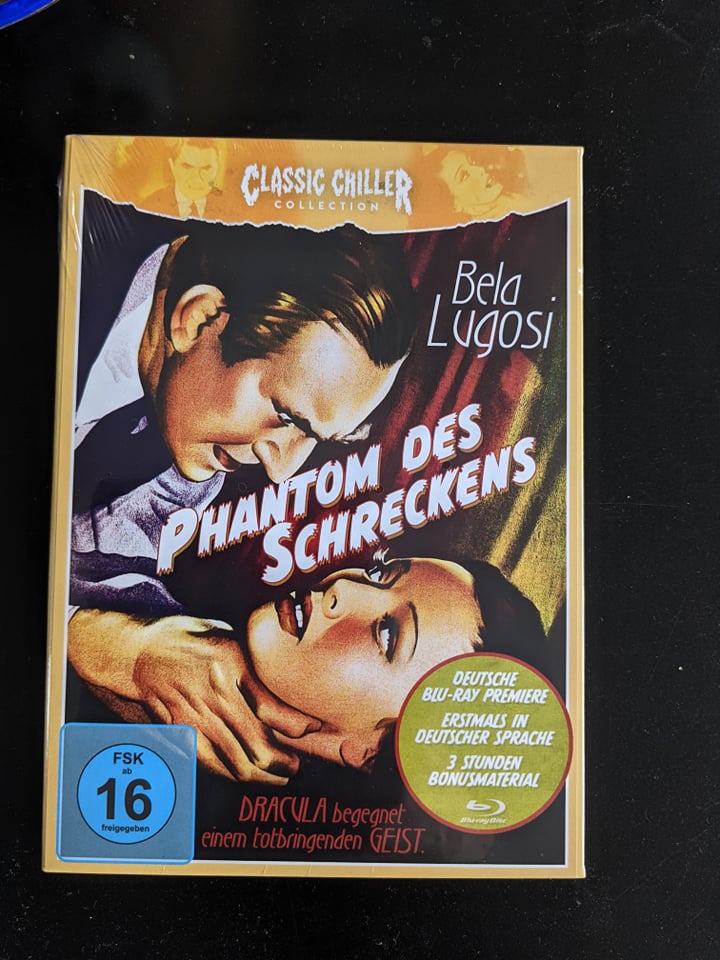 CLASSIC CHILLER
COLLECTION
Bela
Lugosi
PHANTOM DES
SCHRECKENS
DEUTSCHE
BLU-RAY PREMIERE
ERSTMALS IN
DEUTSCHER SPRACHE
3 STUNDEN
BONUSMATERIAL
Blu-ray Disc
FSK
ab
16
freigegeben
DRACULA begegnet
einem totbringenden GEIST.